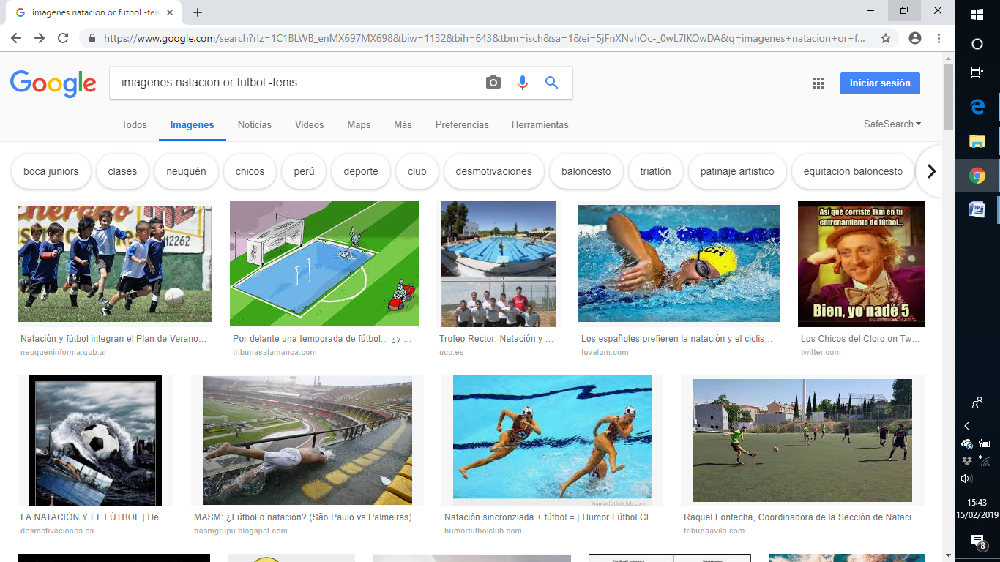 imagenes natacion or futbol -teni
https://www.google.com/search?rlz=1C1BLWB_enMX697MX698&biw=1132&bih=643&tbm=isch&sa=1&ei=5jFnXNvhOc-_0wL7lKOwDA&q=imagenes+natacion+or+f...
Google
imagenes natacion or futbol -tenis
Iniciar sesión
Todos Imágenes Noticias Videos Maps Más Preferencias Herramientas SafeSearch
boca juniors clases neuquén chicos perú deporte club desmotivaciones baloncesto triatlón patinaje artistico equitacion baloncesto
12262
CH
Así qué corriste 1km en tu
entrenamiento de fútbol...
Bien, yo nadé 5
Natación y fútbol integran el Plan de Verano...
neuqueninforma.gob.ar
Por delante una temporada de fútbol... ¿y ...
tribunasalamanca.com
Trofeo Rector: Natación y ...
uco.es
Los españoles prefieren la natación y el ciclis...
tuvalum.com
Los Chicos del Cloro on Tw...
twitter.com
humorfutbolclub.com
LA NATACIÓN Y EL FÚTBOL | De...
desmotivaciones.es
MASM: ¿Fútbol o natación? (São Paulo vs Palmeiras)
hasmgrupu.blogspot.com
Natación sincronziada + fútbol = | Humor Fútbol Cl...
humorfutbolclub.com
Raquel Fontecha, Coordinadora de la Sección de Nataci...
tribunaavila.com
15:43
15/02/2019
8